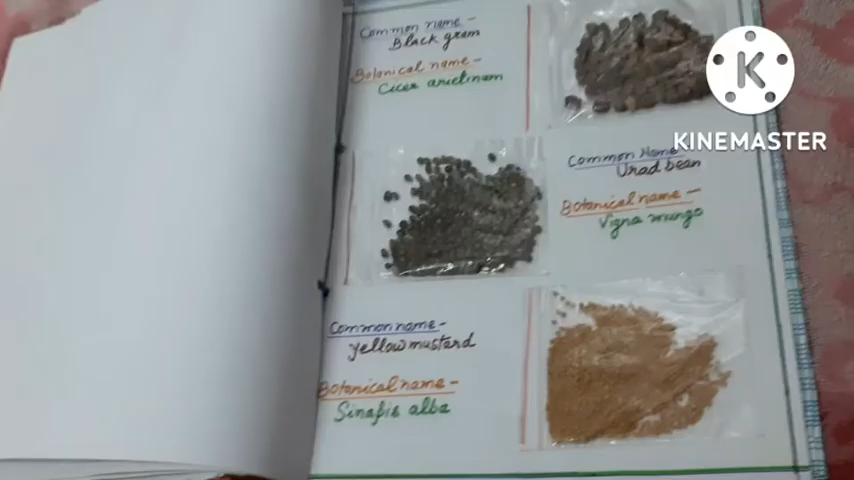 Common name -
Black gram
Botanical name -
Cicer arietinam
KINEMASTER
Common Name
Urad bean
Botanical name -
Vigna mungo
Common name -
yellow mustard
Botanical name -
Sinapis alba